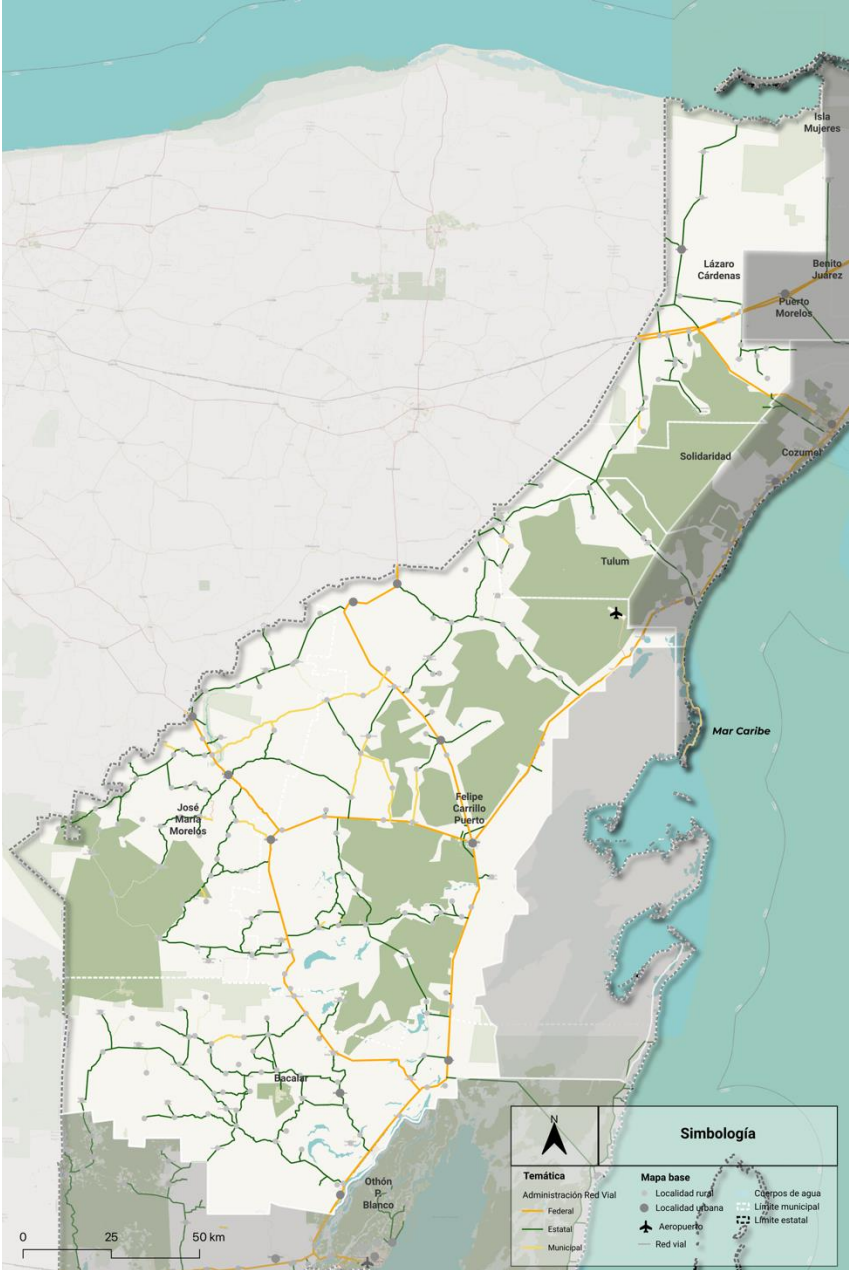 Isla
Mujeres
Lázaro
Cárdenas
Benito
Juárez
Puerto
Morelos
Solidaridad
Cozumel
Tulum
Mar Caribe
Felipe
Carrillo
Puerto
José
María
Morelos
Bacalar
Othón
P.
Blanco
N
Simbología
Temática
Administración Red Vial
Federal
Estatal
Municipal
Mapa base
Localidad rural
Localidad urbana
Aeropuerto
Red vial
Cuerpos de agua
Límite municipal
Límite estatal
0 25 50 km